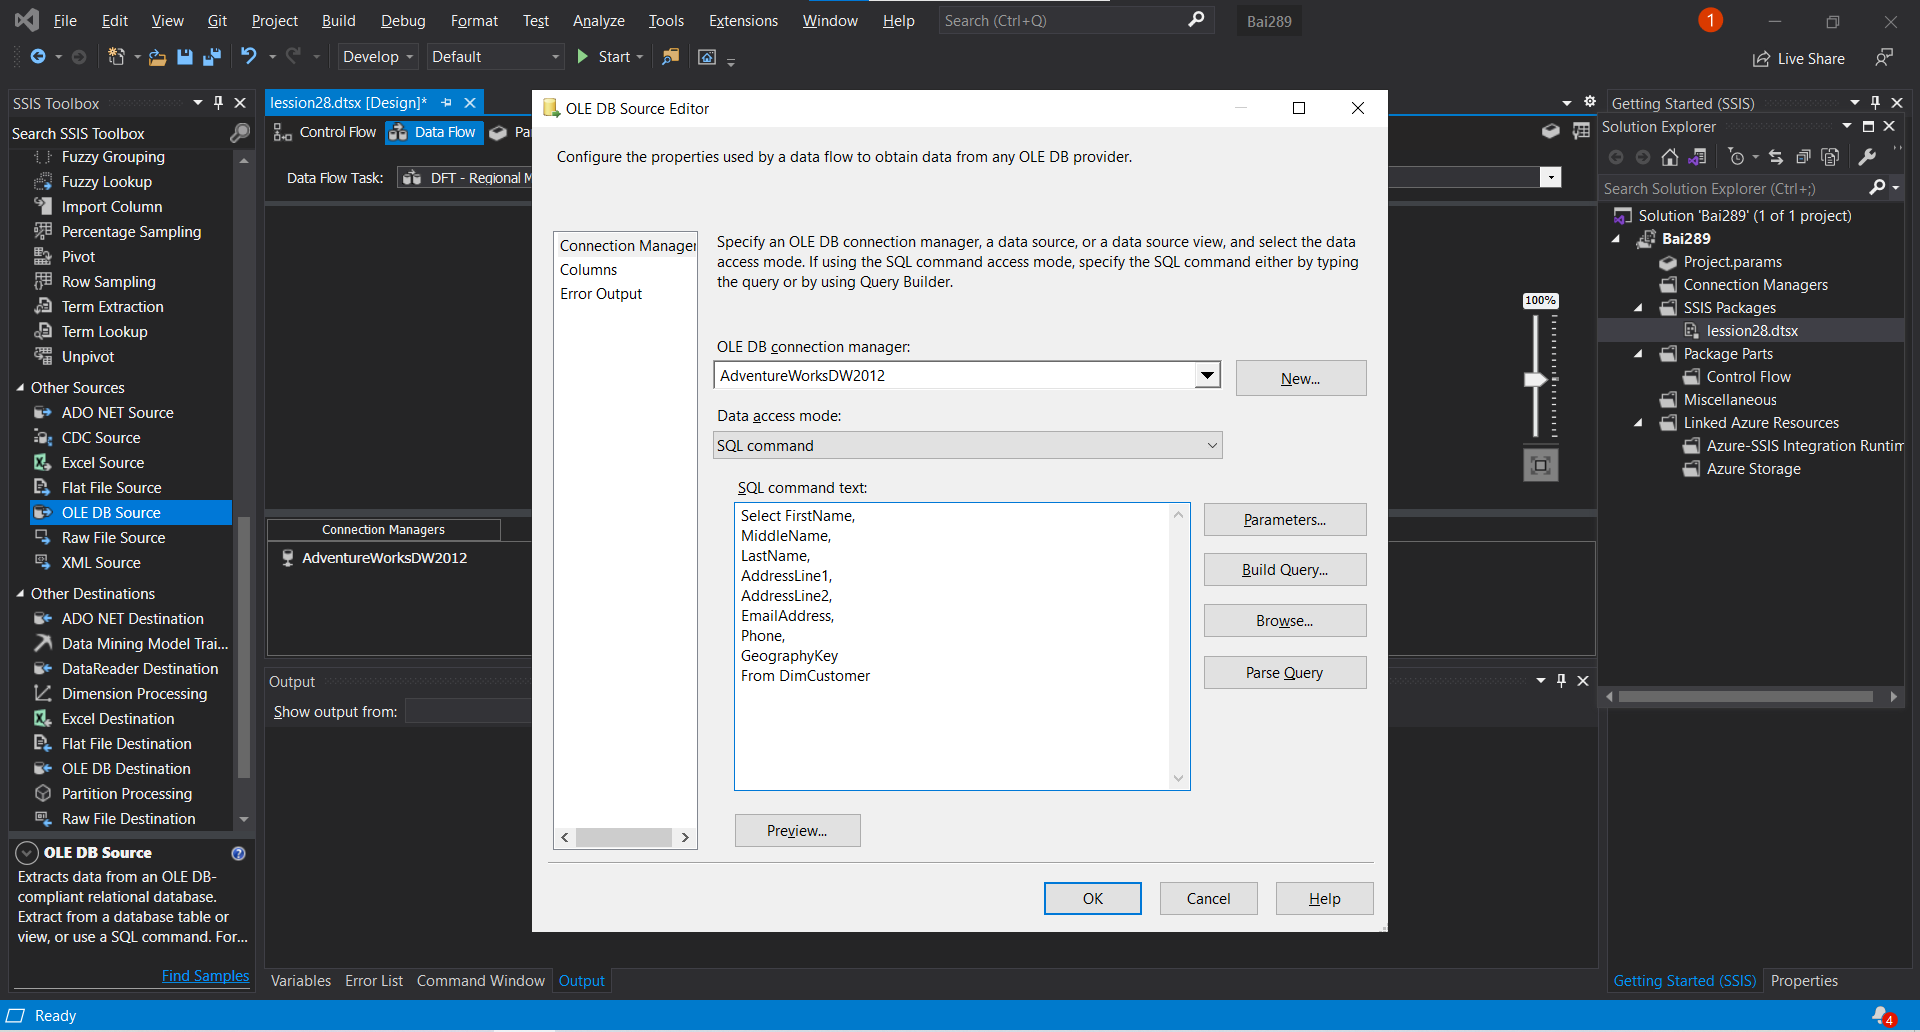 File Edit View Git Project Build Debug Format Test Analyze Tools Extensions Window Help Search (Ctrl+Q) Bai289 1
Develop Default Start Live Share
SSIS Toolbox
Search SSIS Toolbox
Fuzzy Grouping
Fuzzy Lookup
Import Column
Percentage Sampling
Pivot
Row Sampling
Term Extraction
Term Lookup
Unpivot
Other Sources
ADO NET Source
CDC Source
Excel Source
Flat File Source
OLE DB Source
Raw File Source
XML Source
Other Destinations
ADO NET Destination
Data Mining Model Trai...
DataReader Destination
Dimension Processing
Excel Destination
Flat File Destination
OLE DB Destination
Partition Processing
Raw File Destination
OLE DB Source
Extracts data from an OLE DB-
compliant relational database.
Extract from a database table or
view, or use a SQL command. For...
Find Samples
lession28.dtsx [Design]*
Control Flow Data Flow Pa
Data Flow Task: DFT - Regional M
100%
Connection Managers
AdventureWorksDW2012
Output
Show output from:
Variables Error List Command Window Output
OLE DB Source Editor
Configure the properties used by a data flow to obtain data from any OLE DB provider.
Connection Manager
Columns
Error Output
Specify an OLE DB connection manager, a data source, or a data source view, and select the data
access mode. If using the SQL command access mode, specify the SQL command either by typing
the query or by using Query Builder.
OLE DB connection manager:
AdventureWorksDW2012 New...
Data access mode:
SQL command
SQL command text:
Select FirstName,
MiddleName,
LastName,
AddressLine1,
AddressLine2,
EmailAddress,
Phone,
GeographyKey
From DimCustomer
Parameters...
Build Query...
Browse...
Parse Query
Preview...
OK Cancel Help
Getting Started (SSIS)
Solution Explorer
Search Solution Explorer (Ctrl+;)
Solution 'Bai289' (1 of 1 project)
Bai289
Project.params
Connection Managers
SSIS Packages
lession28.dtsx
Package Parts
Control Flow
Miscellaneous
Linked Azure Resources
Azure-SSIS Integration Runtim
Azure Storage
Getting Started (SSIS) Properties
Ready 4